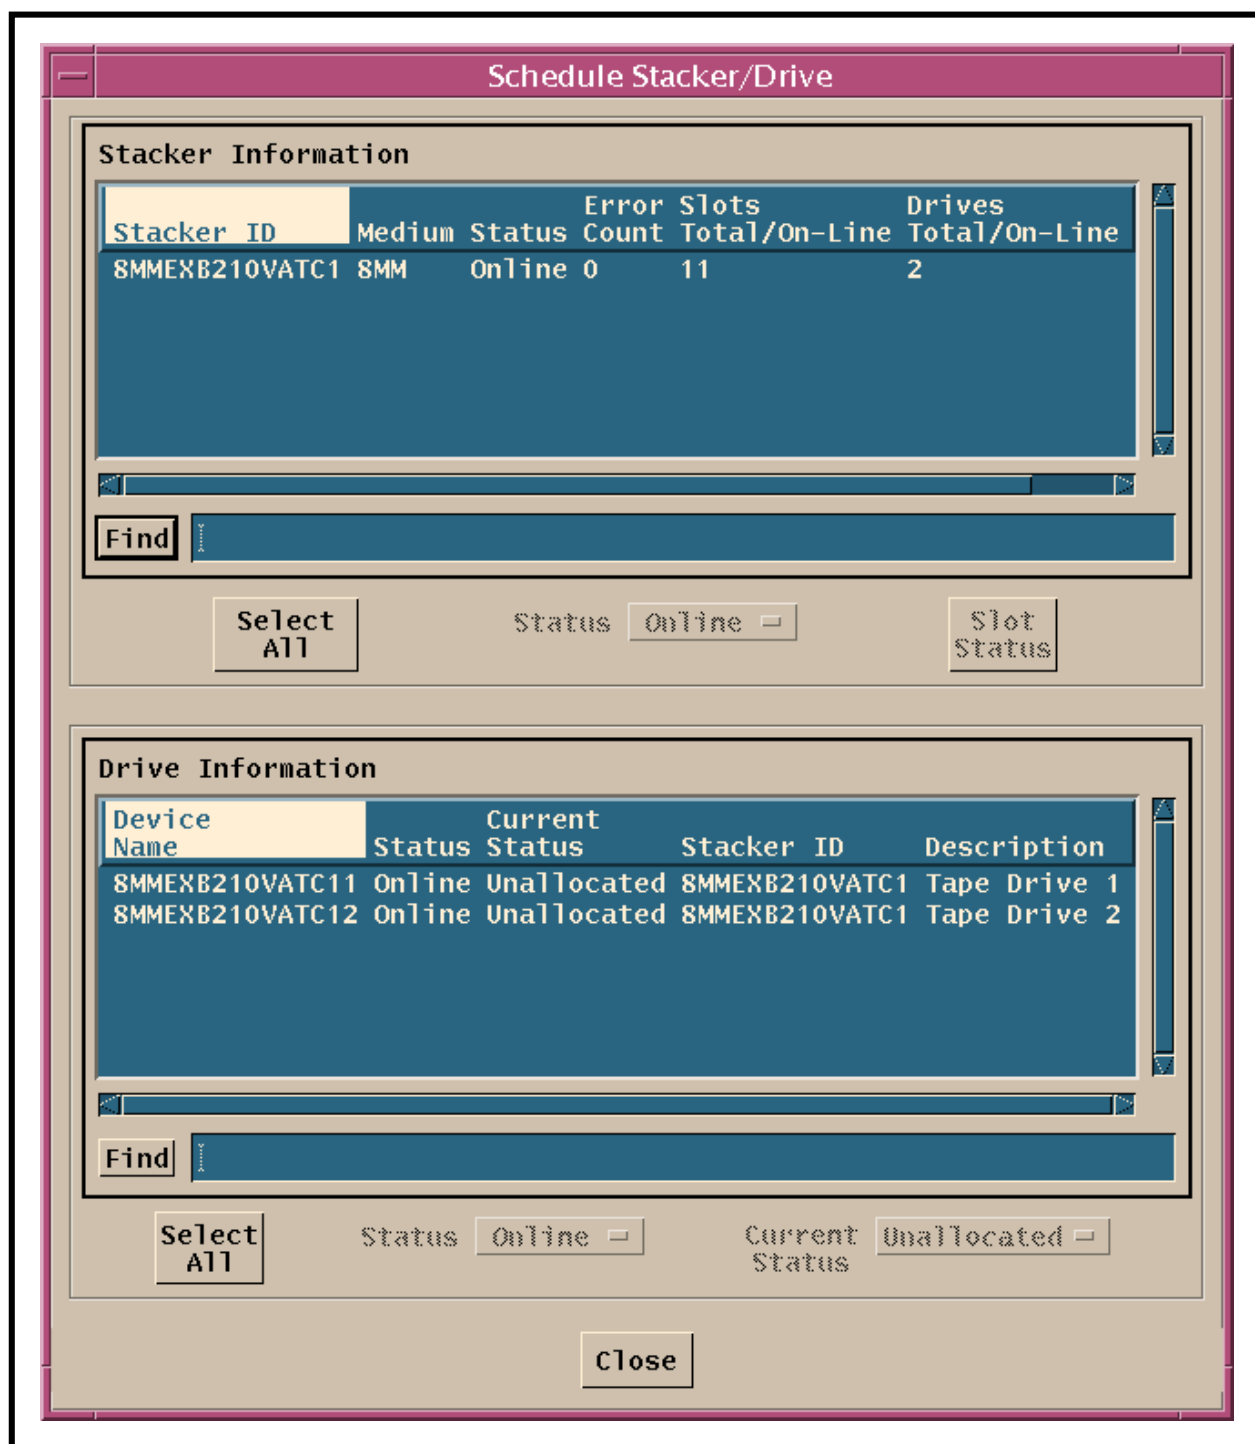 Schedule Stacker/Drive
Stacker Information
Error Slots Drives
Stacker ID Medium Status Count Total/On-Line Total/On-Line
8MMEXB210VATC1 8MM Online 0 11 2
Find
Select All Status Online Slot Status
Drive Information
Device Current
Name Status Status Stacker ID Description
8MMEXB210VATC11 Online Unallocated 8MMEXB210VATC1 Tape Drive 1
8MMEXB210VATC12 Online Unallocated 8MMEXB210VATC1 Tape Drive 2
Find
Select All Status Online Current Status Unallocated
Close